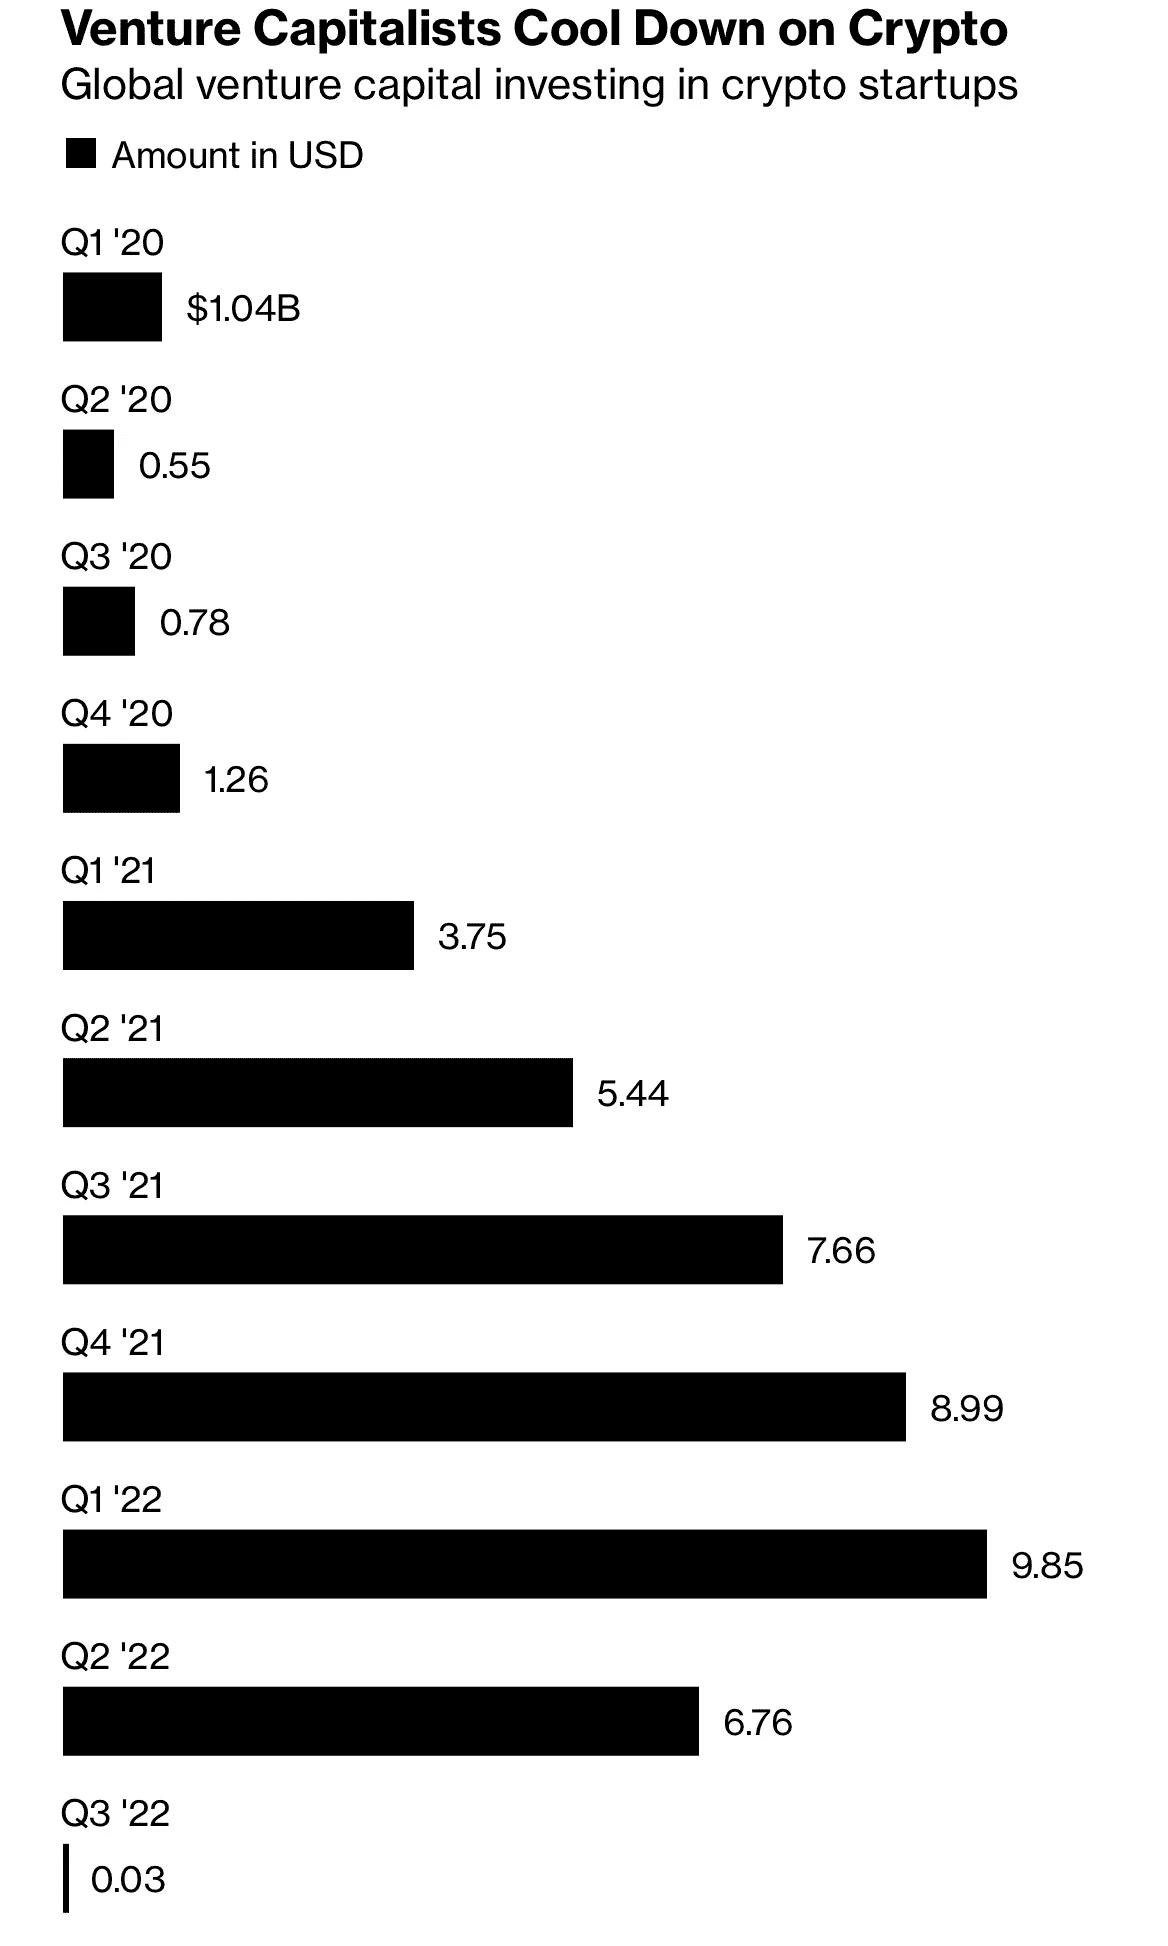 Venture Capitalists Cool Down on Crypto
Global venture capital investing in crypto startups
Amount in USD
Q1 '20
$1.04B
Q2 '20
0.55
Q3 '20
0.78
Q4 '20
1.26
Q1 '21
3.75
Q2 '21
5.44
Q3 '21
7.66
Q4 '21
8.99
Q1 '22
9.85
Q2 '22
6.76
Q3 '22
0.03